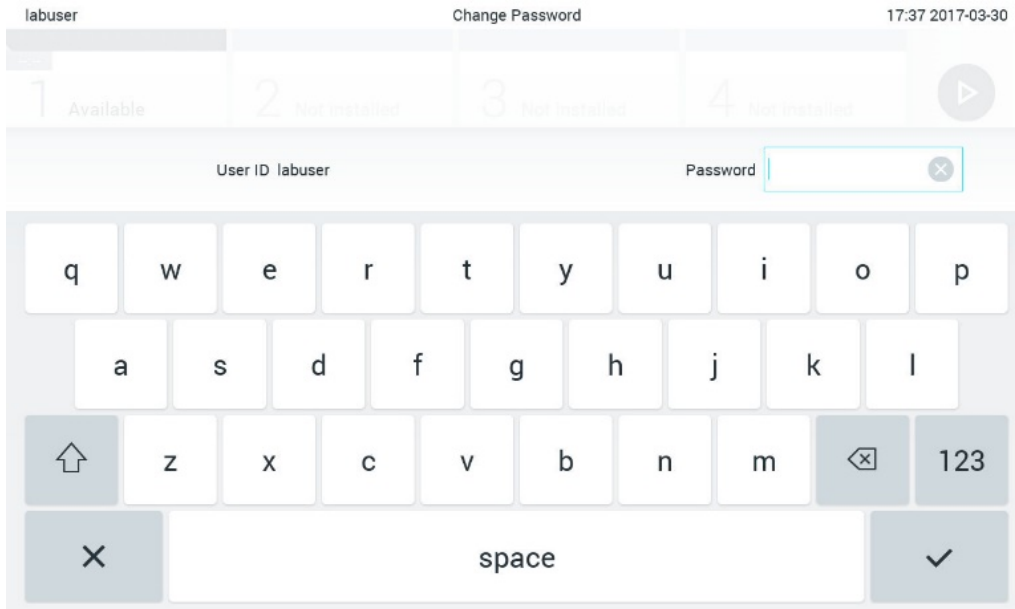 labuser Change Password 17:37 2017-03-30
1 Available 2 Not installed 3 Not installed 4 Not installed
User ID labuser Password
q w e r t y u i o p
a s d f g h j k l
z x c v b n m 123
space